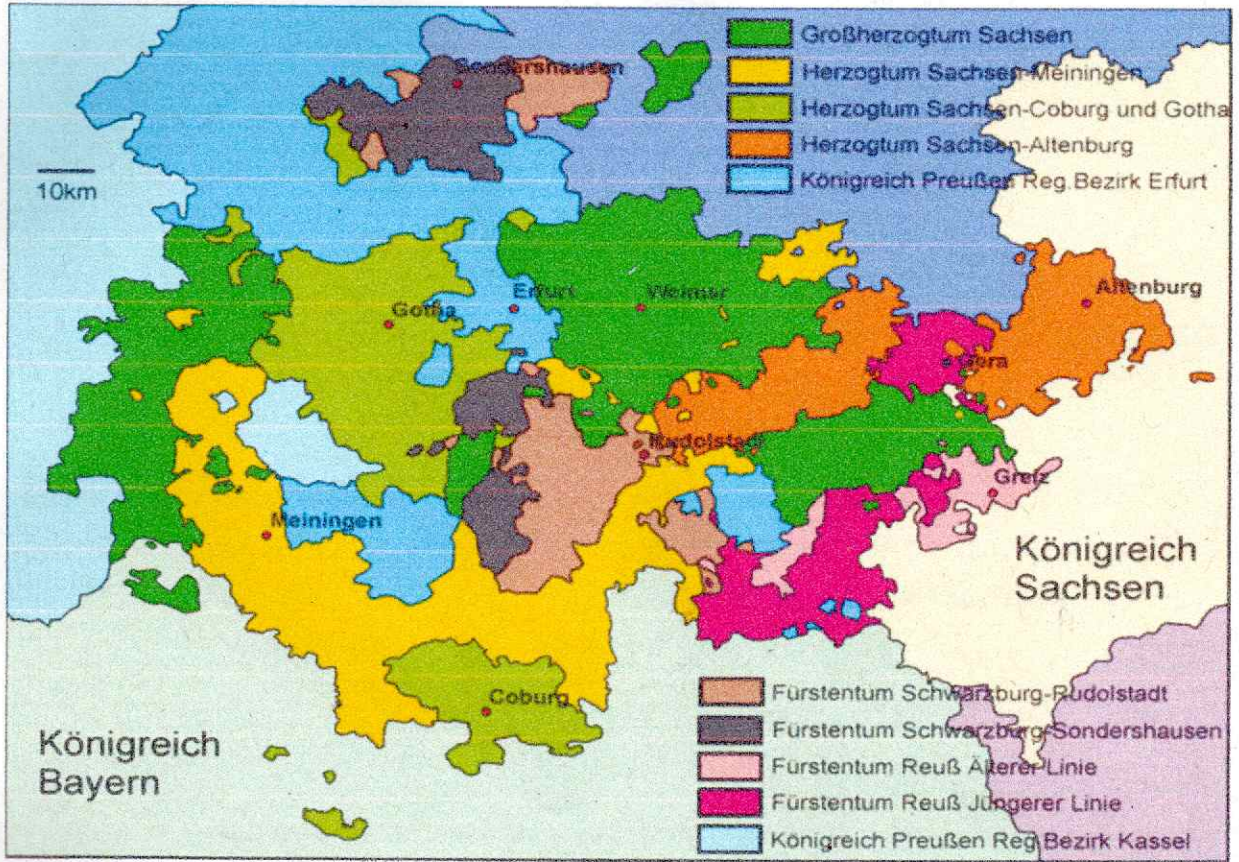 Großherzogtum Sachsen
Herzogtum Sachsen-Meiningen
Herzogtum Sachsen-Coburg und Gotha
Herzogtum Sachsen-Altenburg
Königreich Preußen Reg.Bezirk Erfurt
10km
Sondershausen
Gotha
Erfurt
Weimar
Altenburg
Gera
Rudolstadt
Greiz
Meiningen
Königreich
Sachsen
Coburg
Königreich
Bayern
Fürstentum Schwarzburg-Rudolstadt
Fürstentum Schwarzburg-Sondershausen
Fürstentum Reuß Älterer Linie
Fürstentum Reuß Jüngerer Linie
Königreich Preußen Reg.Bezirk Kassel